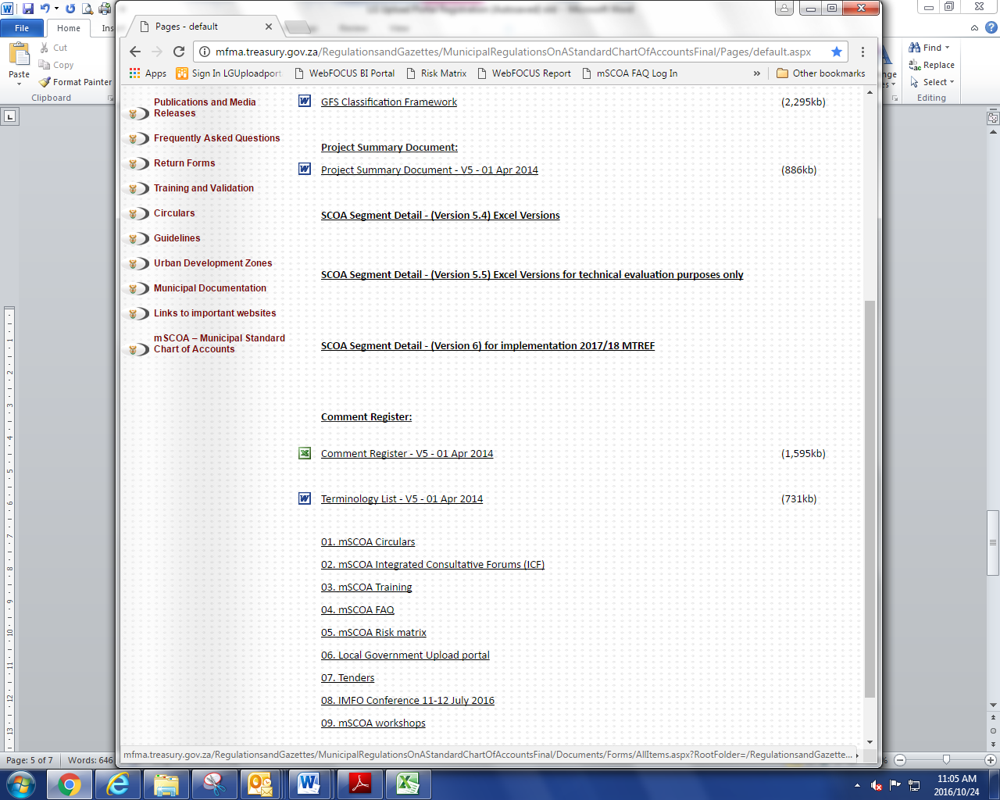 File
Home
Ins
Cut
Copy
Format Painter
Paste
Clipboard
Pages - default
mfma.treasury.gov.za/RegulationsandGazettes/MunicipalRegulationsOnAStandardChartOfAccountsFinal/Pages/default.aspx
Apps
Sign In LGUploadport
WebFOCUS BI Portal
Risk Matrix
WebFOCUS Report
mSCOA FAQ Log In
»
Other bookmarks
Find
Replace
Select
Editing
Publications and Media
Releases
Frequently Asked Questions
Return Forms
Training and Validation
Circulars
Guidelines
Urban Development Zones
Municipal Documentation
Links to important websites
mSCOA – Municipal Standard
Chart of Accounts
GFS Classification Framework (2,295kb)
Project Summary Document:
Project Summary Document - V5 - 01 Apr 2014 (886kb)
SCOA Segment Detail - (Version 5.4) Excel Versions
SCOA Segment Detail - (Version 5.5) Excel Versions for technical evaluation purposes only
SCOA Segment Detail - (Version 6) for implementation 2017/18 MTREF
Comment Register:
Comment Register - V5 - 01 Apr 2014 (1,595kb)
Terminology List - V5 - 01 Apr 2014 (731kb)
01. mSCOA Circulars
02. mSCOA Integrated Consultative Forums (ICF)
03. mSCOA Training
04. mSCOA FAQ
05. mSCOA Risk matrix
06. Local Government Upload portal
07. Tenders
08. IMFO Conference 11-12 July 2016
09. mSCOA workshops
mfma.treasury.gov.za/RegulationsandGazettes/MunicipalRegulationsOnAStandardChartOfAccountsFinal/Documents/Forms/AllItems.aspx?RootFolder=/RegulationsandGazette...
Page: 5 of 7
Words: 646
11:05 AM
2016/10/24